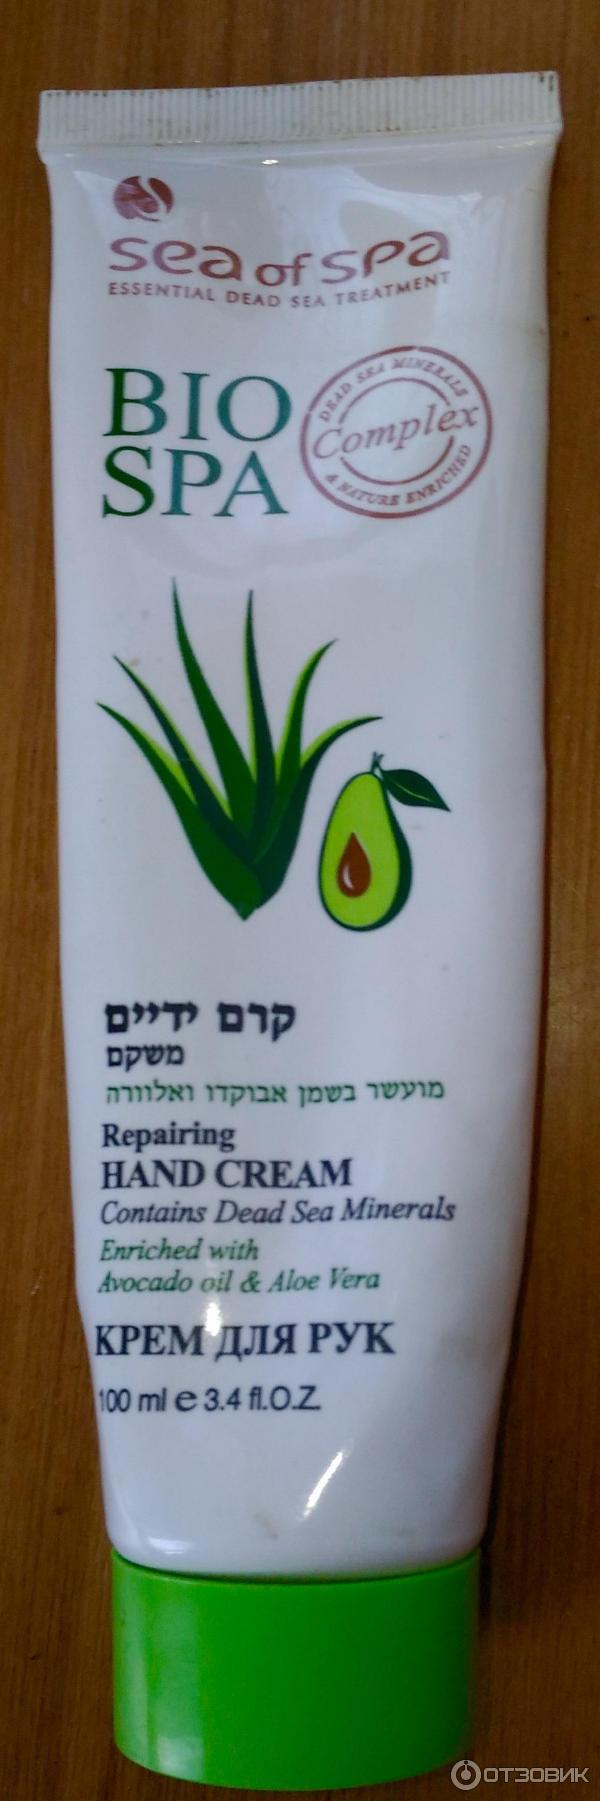 sea of spa
ESSENTIAL DEAD SEA TREATMENT
BIO
SPA
DEAD SEA MINERALS
Complex
& NATURE ENRICHED
קרם ידיים
משקם
מועשר בשמן אבוקדו ואלוורה
Repairing
HAND CREAM
Contains Dead Sea Minerals
Enriched with
Avocado oil & Aloe Vera
КРЕМ ДЛЯ РУК
100 ml e 3.4 fl.O.Z.
ОТЗОВИК